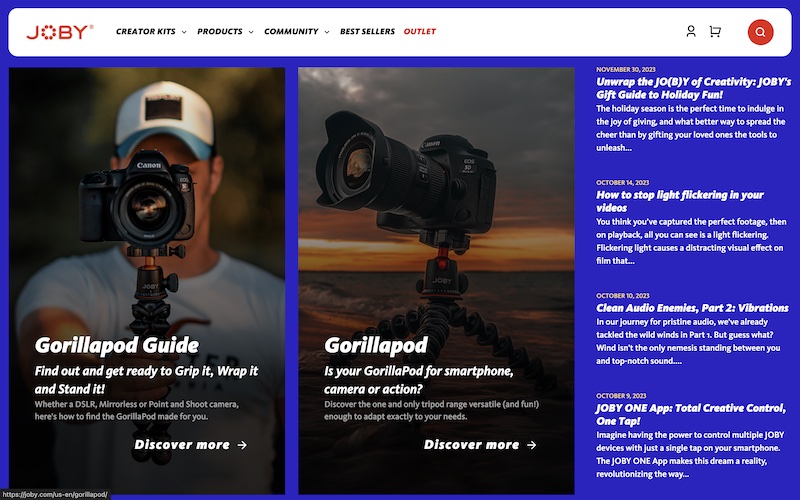 JOBY®
CREATOR KITS
PRODUCTS
COMMUNITY
BEST SELLERS
OUTLET
Canon
EOS
JOBY
Gorillapod Guide
Find out and get ready to Grip it, Wrap it
and Stand it!
Whether a DSLR, Mirrorless or Point and Shoot camera,
here's how to find the GorillaPod made for you.
Discover more →
Canon
EOS
5D
JOBY
Gorillapod
Is your GorillaPod for smartphone,
camera or action?
Discover the one and only tripod range versatile (and fun!)
enough to adapt exactly to your needs.
Discover more →
NOVEMBER 30, 2023
Unwrap the JO(B)Y of Creativity: JOBY's
Gift Guide to Holiday Fun!
The holiday season is the perfect time to indulge in
the joy of giving, and what better way to spread the
cheer than by gifting your loved ones the tools to
unleash...
OCTOBER 14, 2023
How to stop light flickering in your
videos
You think you've captured the perfect footage, then
on playback, all you can see is a light flickering.
Flickering light causes a distracting visual effect on
film that...
OCTOBER 10, 2023
Clean Audio Enemies, Part 2: Vibrations
In our journey for pristine audio, we've already
tackled the wild winds in Part 1. But guess what?
Wind isn't the only nemesis standing between you
and top-notch sound....
OCTOBER 9, 2023
JOBY ONE App: Total Creative Control,
One Tap!
Imagine having the power to control multiple JOBY
devices with just a single tap on your smartphone.
The JOBY ONE App makes this dream a reality,
revolutionizing the way...
https://joby.com/us-en/gorillapod/